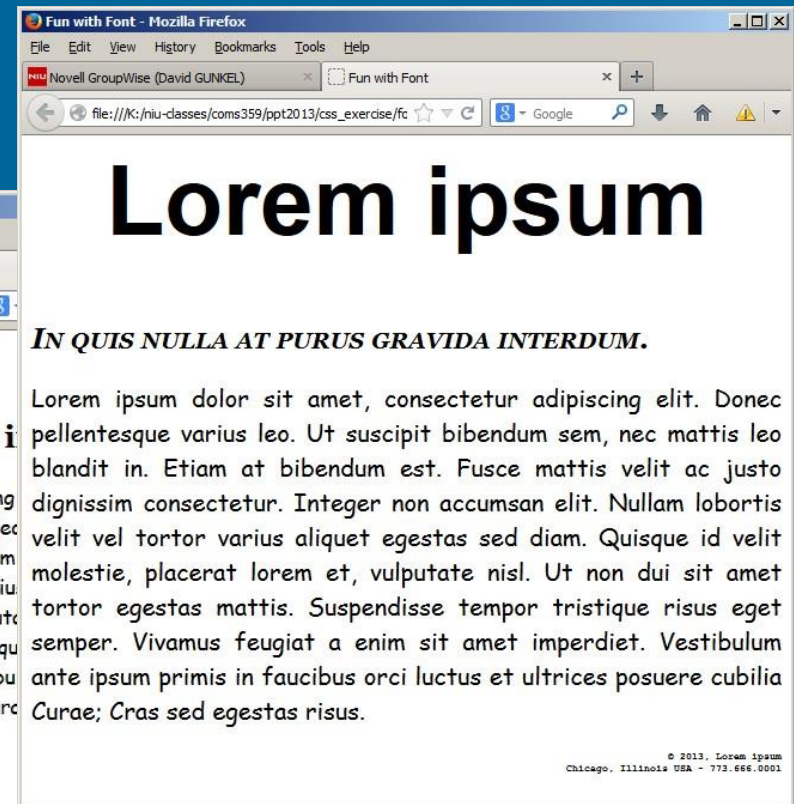 Fun with Font - Mozilla Firefox
File Edit View History Bookmarks Tools Help
NIU Novell GroupWise (David GUNKEL) Fun with Font
file:///K:/niu-classes/coms359/ppt2013/css_exercise/fo Google
Lorem ipsum
In quis nulla at purus gravida interdum.
Lorem ipsum dolor sit amet, consectetur adipiscing elit. Donec
pellentesque varius leo. Ut suscipit bibendum sem, nec mattis leo
blandit in. Etiam at bibendum est. Fusce mattis velit ac justo
dignissim consectetur. Integer non accumsan elit. Nullam lobortis
velit vel tortor varius aliquet egestas sed diam. Quisque id velit
molestie, placerat lorem et, vulputate nisl. Ut non dui sit amet
tortor egestas mattis. Suspendisse tempor tristique risus eget
semper. Vivamus feugiat a enim sit amet imperdiet. Vestibulum
ante ipsum primis in faucibus orci luctus et ultrices posuere cubilia
Curae; Cras sed egestas risus.
© 2013, Lorem ipsum
Chicago, Illinois USA - 773.666.0001